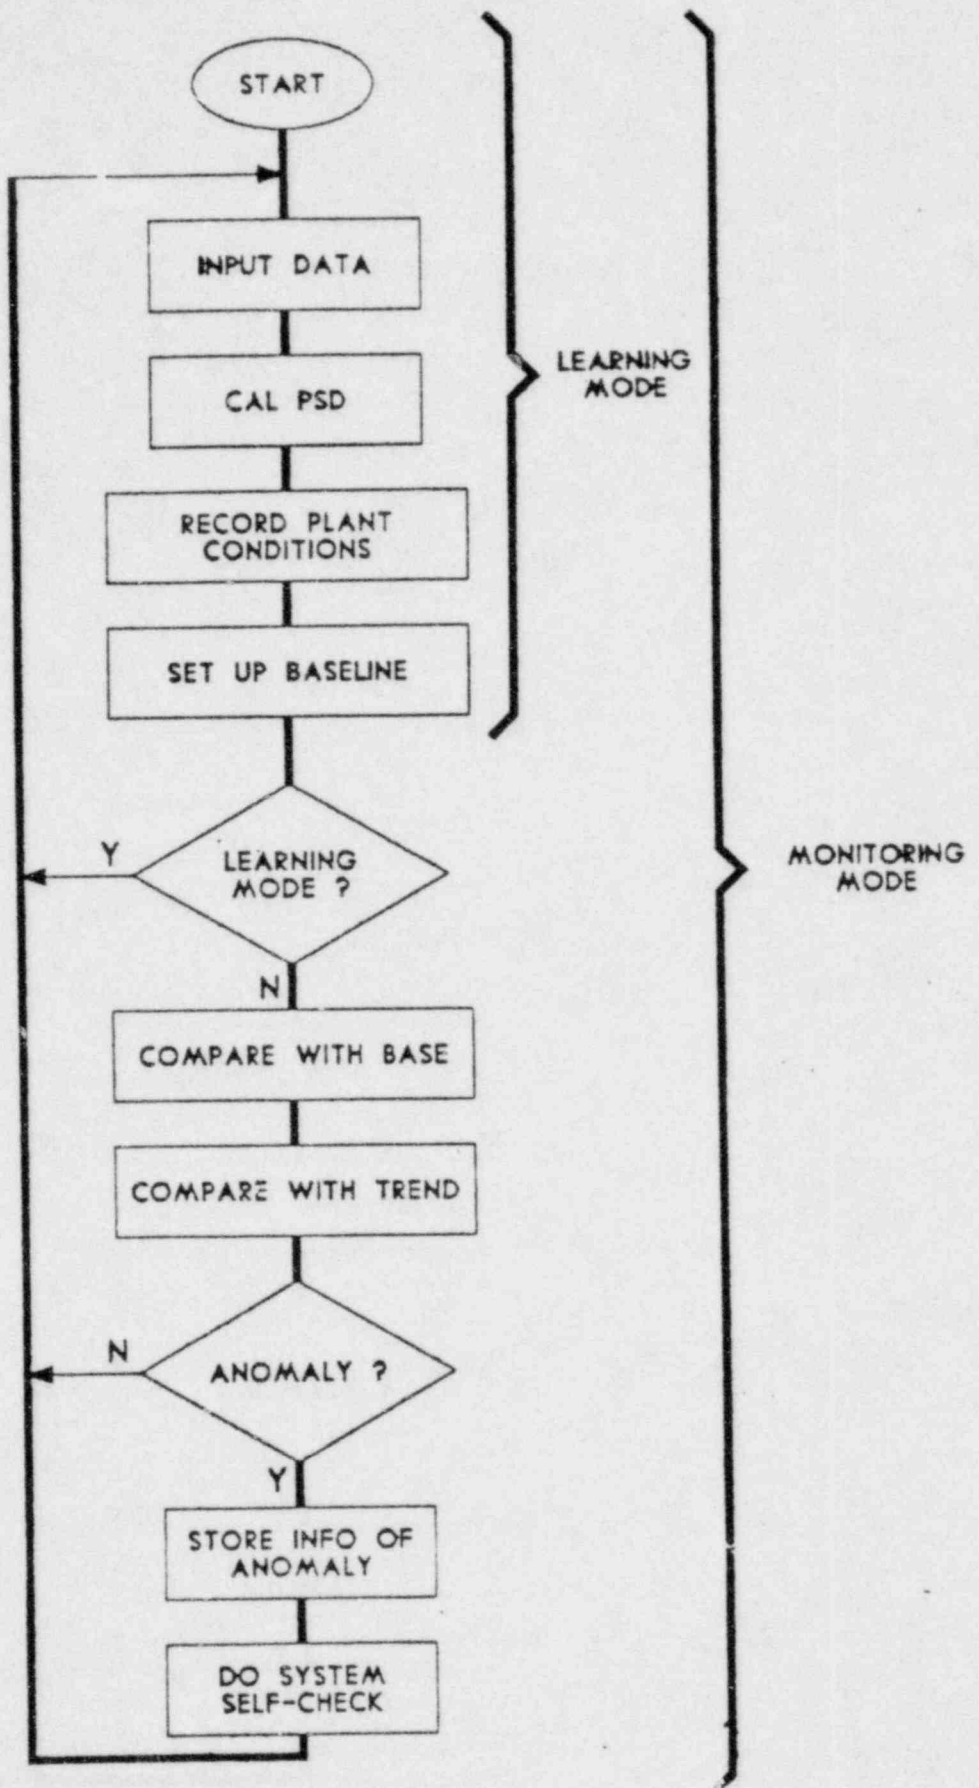 START
INPUT DATA
CAL PSD
LEARNING
MODE
RECORD PLANT
CONDITIONS
SET UP BASELINE
Y
LEARNING
MODE ?
MONITORING
MODE
N
COMPARE WITH BASE
COMPARE WITH TREND
N
ANOMALY ?
Y
STORE INFO OF
ANOMALY
DO SYSTEM
SELF-CHECK